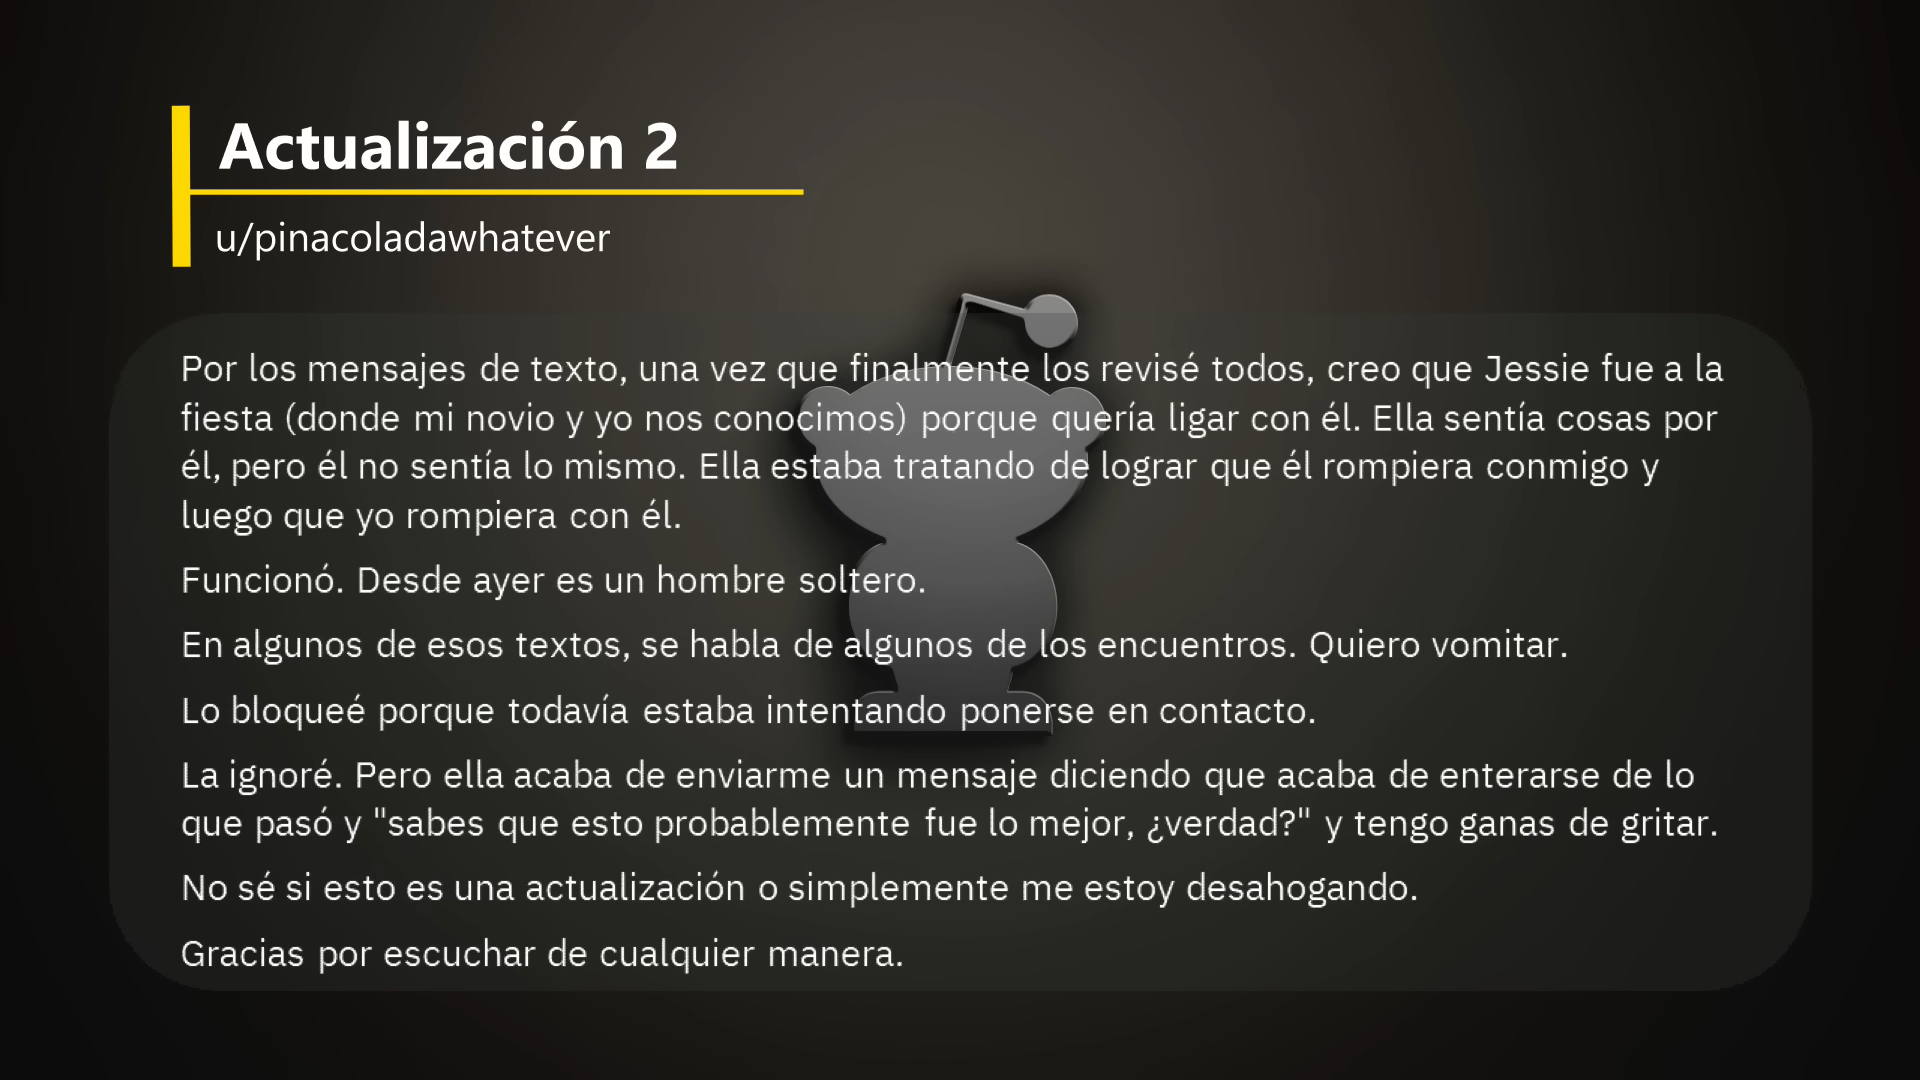 Actualización 2
u/pinacoladawhatever
Por los mensajes de texto, una vez que finalmente los revisé todos, creo que Jessie fue a la
fiesta (donde mi novio y yo nos conocimos) porque quería ligar con él. Ella sentía cosas por
él, pero él no sentía lo mismo. Ella estaba tratando de lograr que él rompiera conmigo y
luego que yo rompiera con él.
Funcionó. Desde ayer es un hombre soltero.
En algunos de esos textos, se habla de algunos de los encuentros. Quiero vomitar.
Lo bloqueé porque todavía estaba intentando ponerse en contacto.
La ignoré. Pero ella acaba de enviarme un mensaje diciendo que acaba de enterarse de lo
que pasó y "sabes que esto probablemente fue lo mejor, ¿verdad?" y tengo ganas de gritar.
No sé si esto es una actualización o simplemente me estoy desahogando.
Gracias por escuchar de cualquier manera.